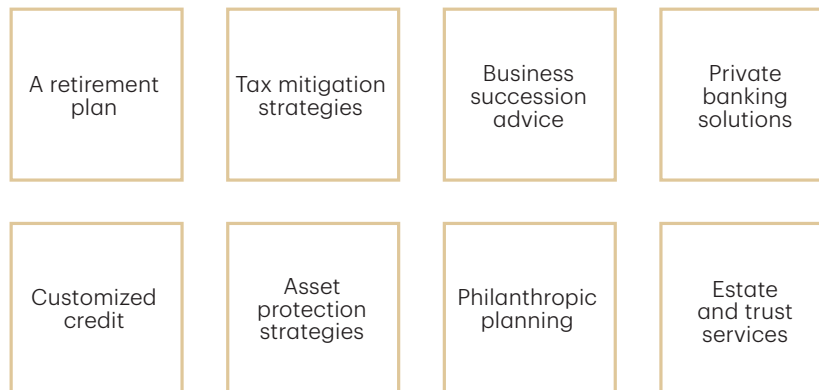 A retirement
plan
Tax mitigation
strategies
Business
succession
advice
Private
banking
solutions
Customized
credit
Asset
protection
strategies
Philanthropic
planning
Estate
and trust
services